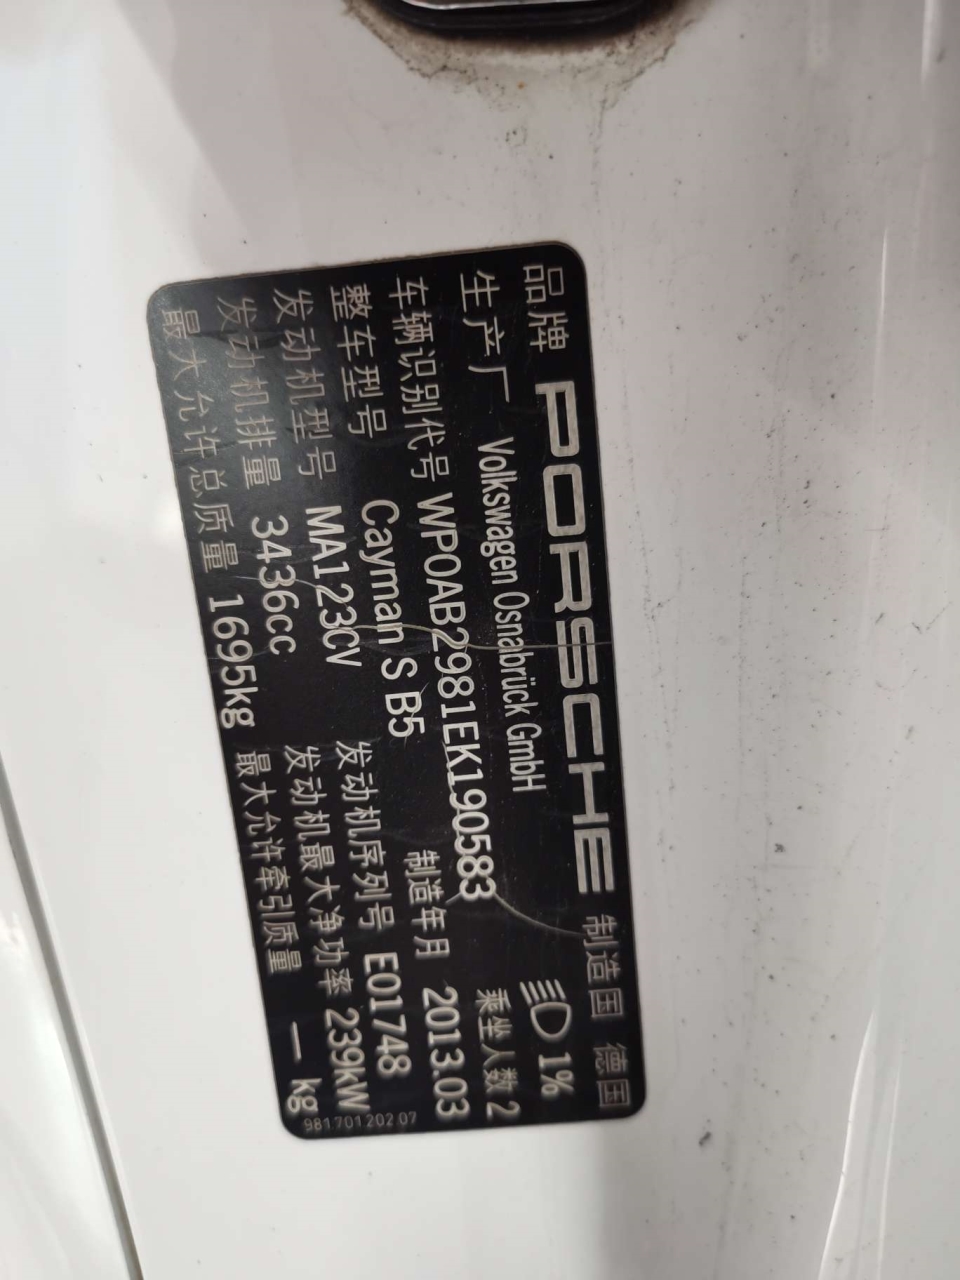 品牌 PORSCHE 制造国 德国
生产厂 Volkswagen Osnabrück GmbH 1%
车辆识别代号 WP0AB2981EK190583 乘坐人数 2
整车型号 Cayman S B5 制造年月 2013.03
发动机型号 MA123CV 发动机序列号 E01748
发动机排量 3436cc 发动机最大净功率 239kW
最大允许总质量 1695kg 最大允许牵引质量 — kg
981.701.202.07